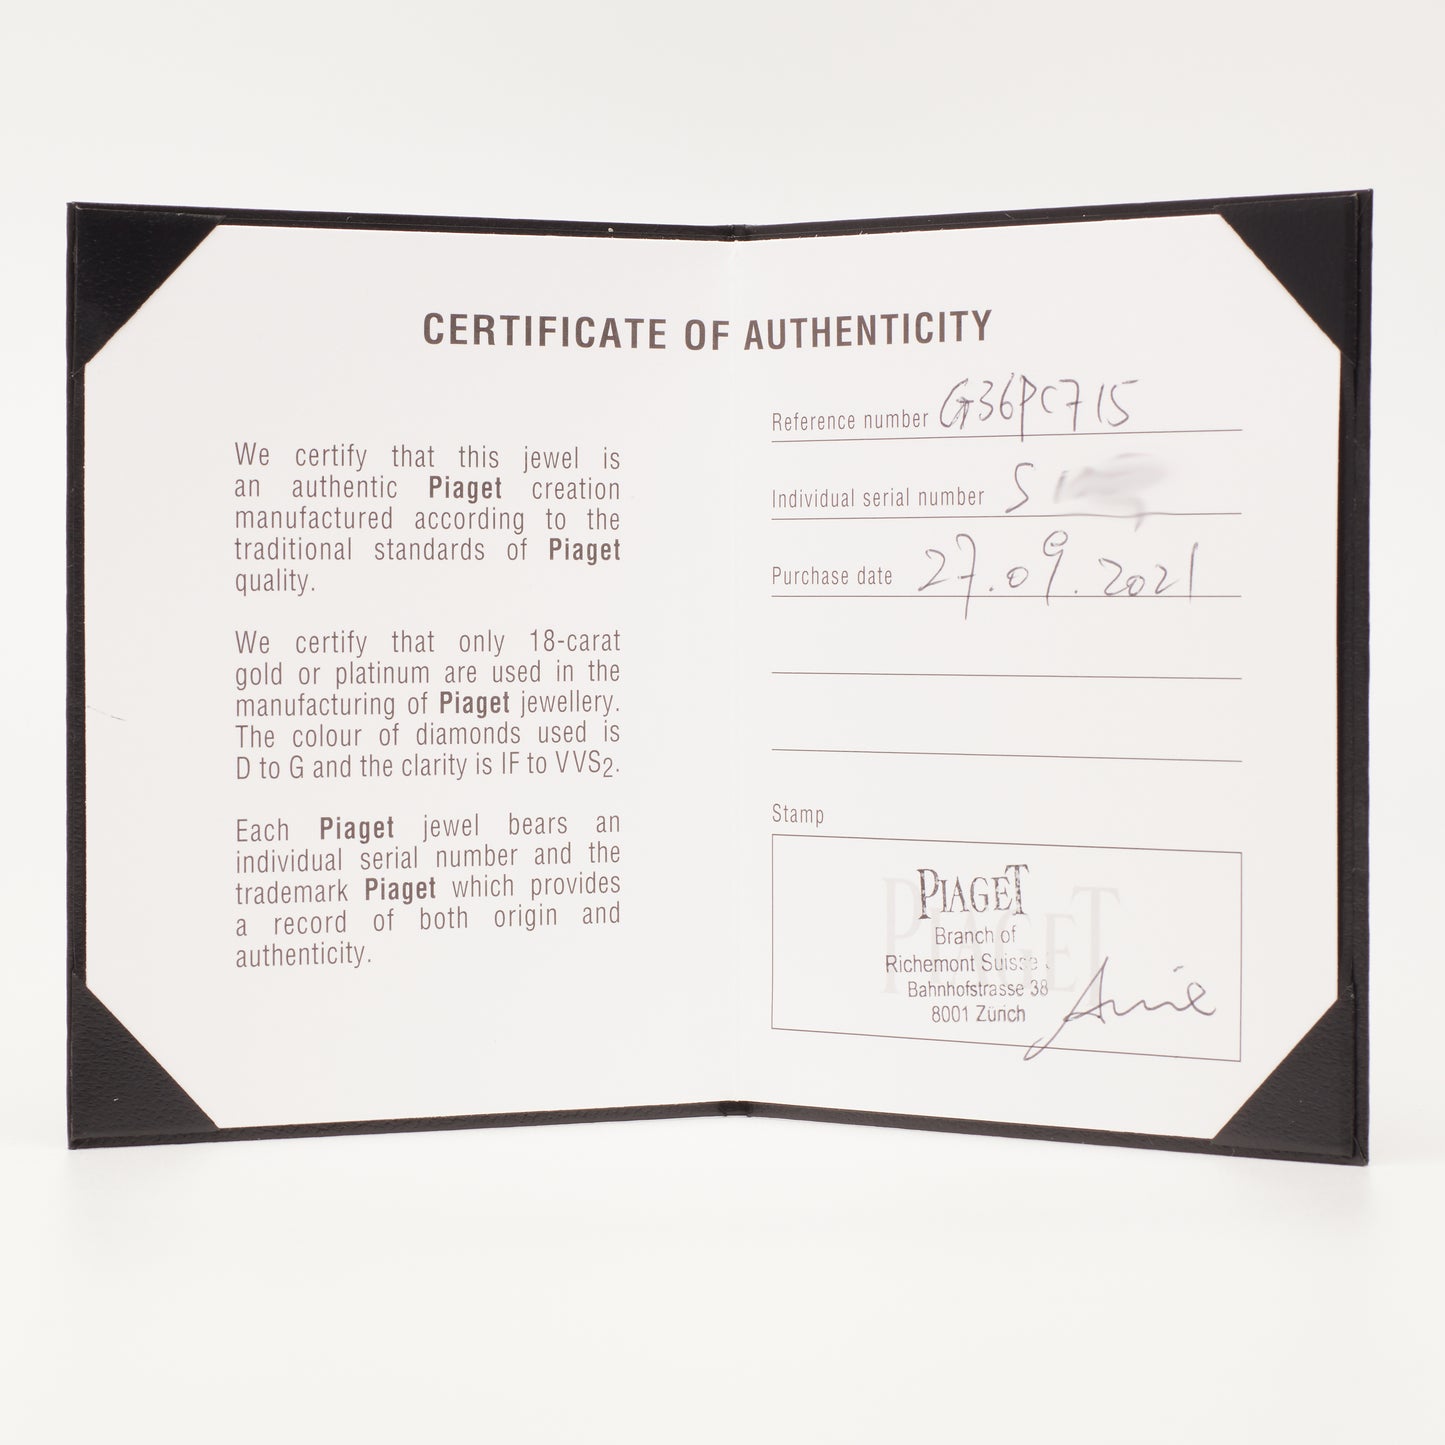 CERTIFICATE OF AUTHENTICITY
We certify that this jewel is
an authentic Piaget creation
manufactured according to the
traditional standards of Piaget
quality.
We certify that only 18-carat
gold or platinum are used in the
manufacturing of Piaget jewellery.
The colour of diamonds used is
D to G and the clarity is IF to VVS2.
Each Piaget jewel bears an
individual serial number and the
trademark Piaget which provides
a record of both origin and
authenticity.
Reference number G36PC715
Individual serial number S
Purchase date 27.09.2021
Stamp
PIAGET
PIAGET
Branch of
Richemont Suisse
Bahnhofstrasse 38
8001 Zürich